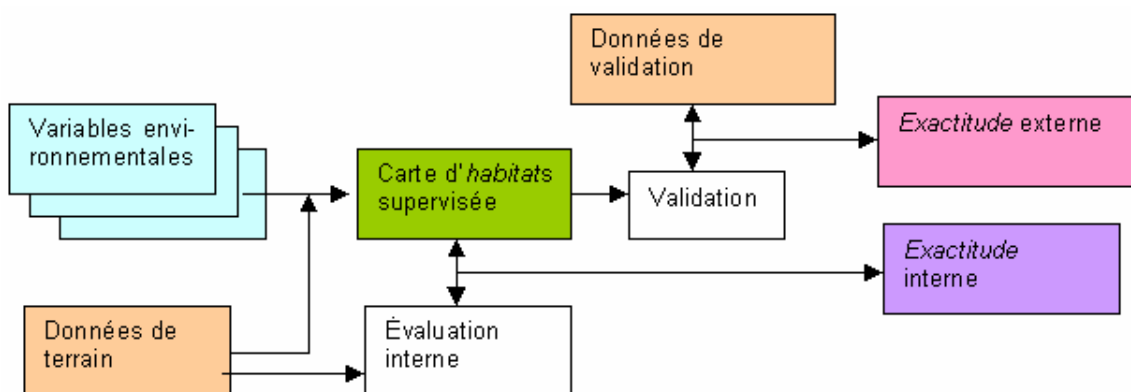 Données de
validation
Variables envi-
ronnementales
Exactitude externe
Carte d'habitats
supervisée
Validation
Exactitude
interne
Données de
terrain
Évaluation
interne